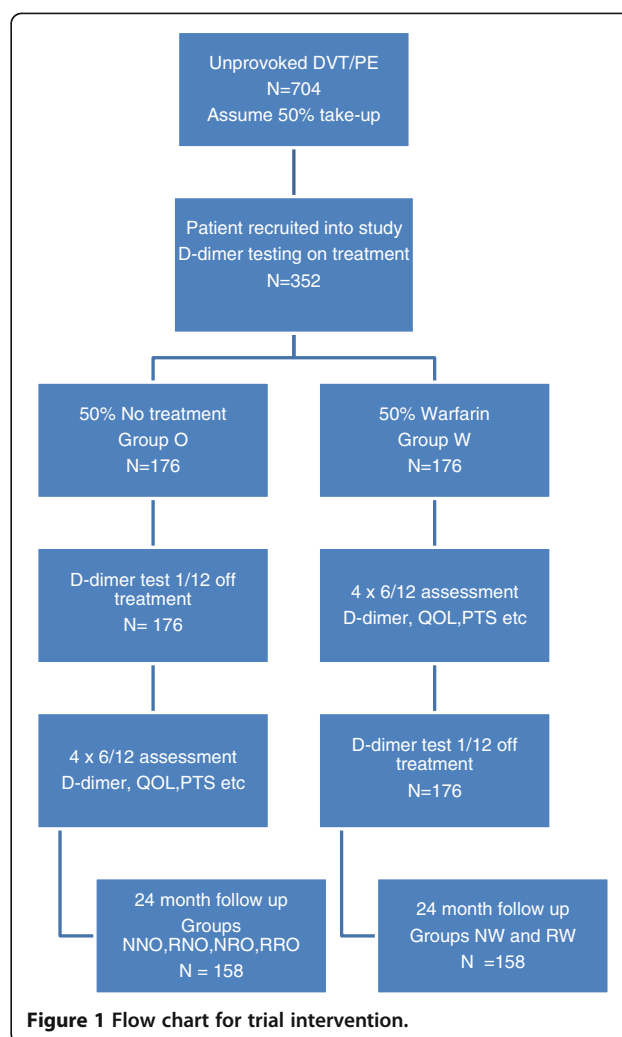 Unprovoked DVT/PE
N=704
Assume 50% take-up
Patient recruited into study
D-dimer testing on treatment
N=352
50% No treatment
Group O
N=176
50% Warfarin
Group W
N=176
D-dimer test 1/12 off
treatment
N= 176
4 x 6/12 assessment
D-dimer, QOL,PTS etc
4 x 6/12 assessment
D-dimer, QOL,PTS etc
D-dimer test 1/12 off
treatment
N=176
24 month follow up
Groups
NNO,RNO,NRO,RRO
N = 158
24 month follow up
Groups NW and RW
N =158
Figure 1 Flow chart for trial intervention.